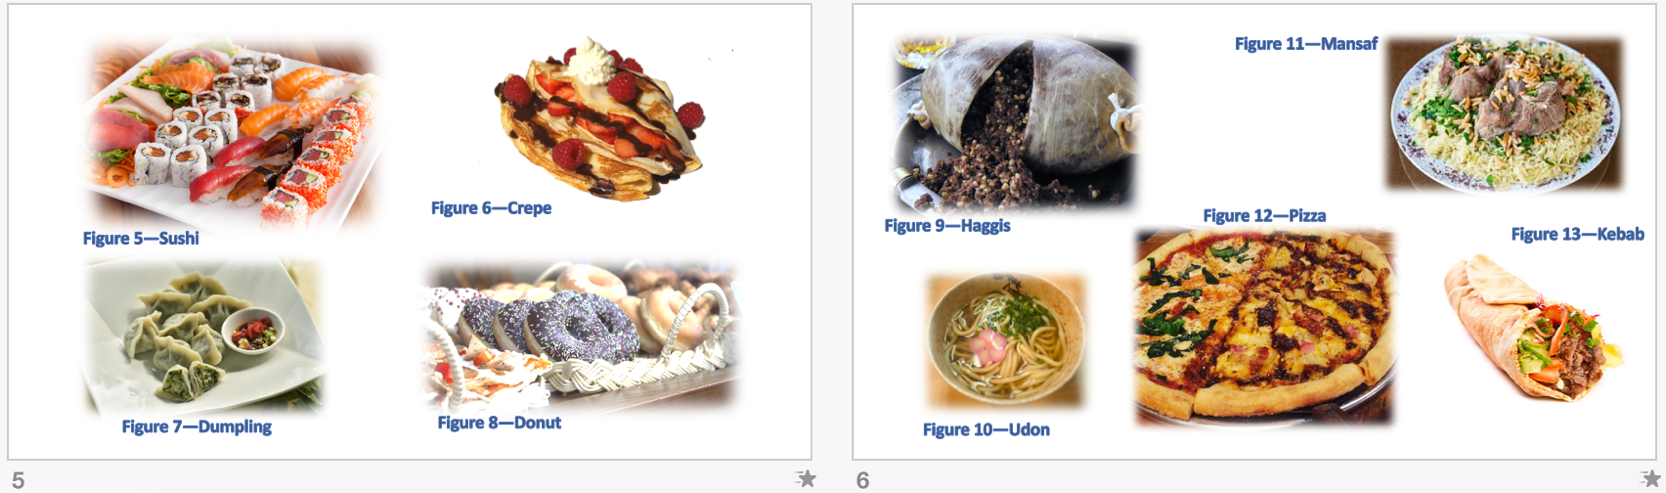 Figure 5—Sushi
Figure 6—Crepe
Figure 7—Dumpling
Figure 8—Donut
5
Figure 9—Haggis
Figure 11—Mansaf
Figure 12—Pizza
Figure 13—Kebab
Figure 10—Udon
6